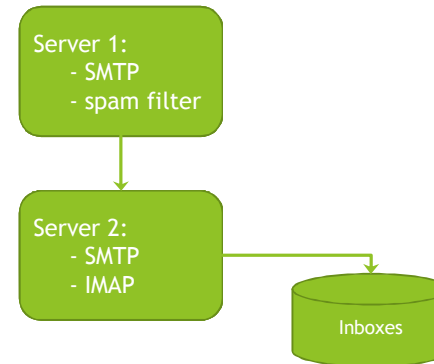 Server 1:
- SMTP
- spam filter
Server 2:
- SMTP
- IMAP
Inboxes